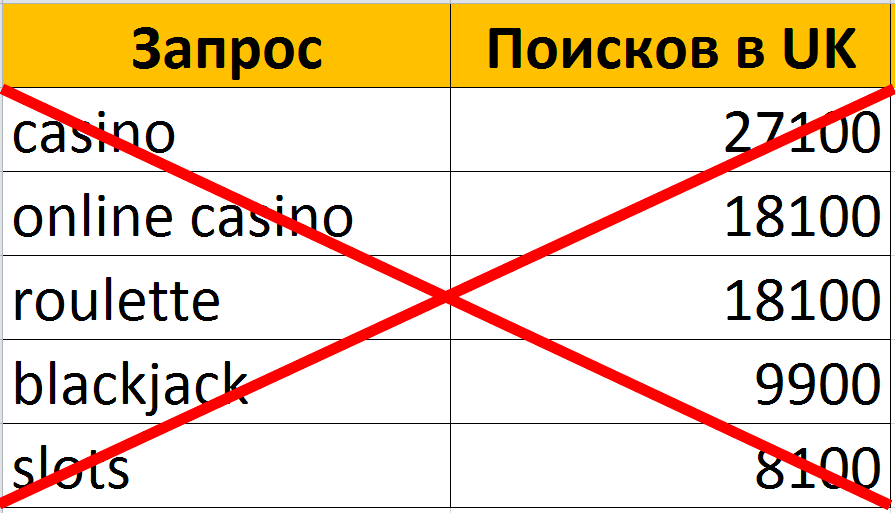 Запрос Поисков в UK
casino 27100
online casino 18100
roulette 18100
blackjack 9900
slots 8100